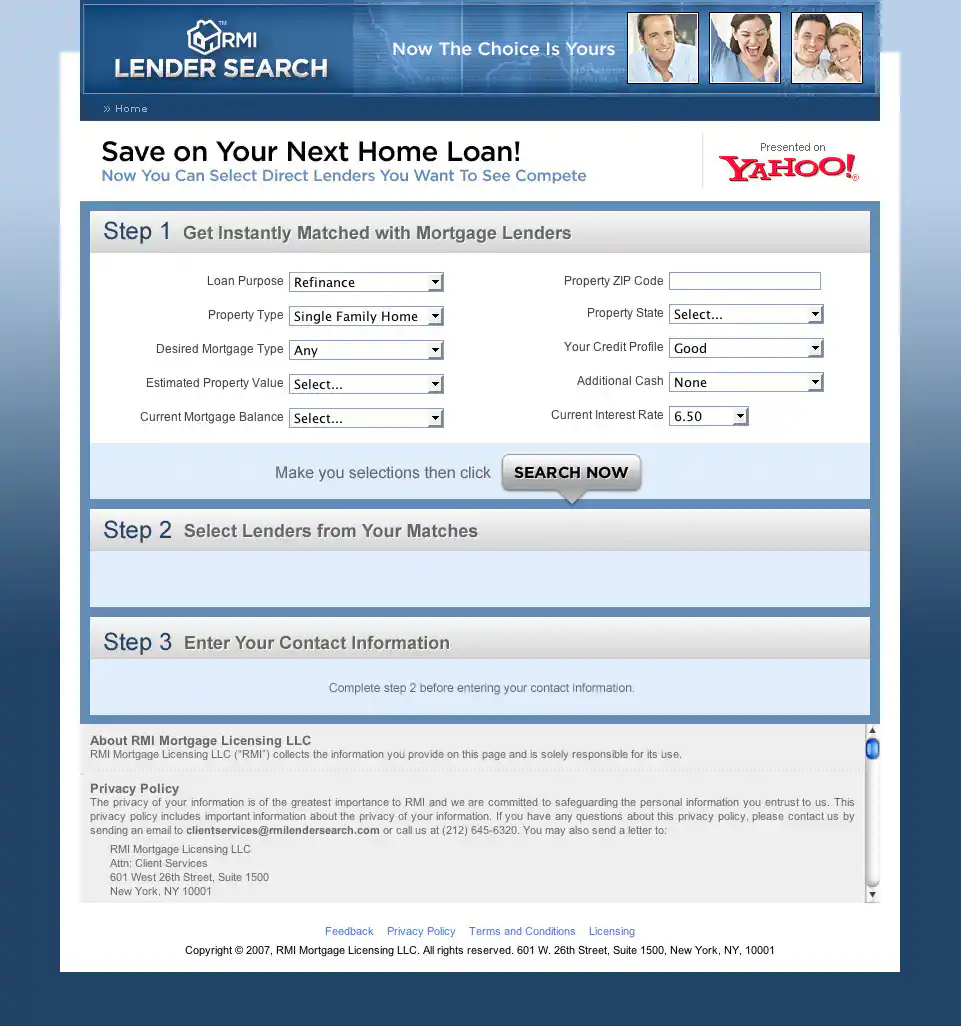 RMI™
LENDER SEARCH
Now The Choice Is Yours
» Home
Save on Your Next Home Loan!
Now You Can Select Direct Lenders You Want To See Compete
Presented on
YAHOO!®
Step 1 Get Instantly Matched with Mortgage Lenders
Loan Purpose Refinance
Property Type Single Family Home
Desired Mortgage Type Any
Estimated Property Value Select...
Current Mortgage Balance Select...
Property ZIP Code
Property State Select...
Your Credit Profile Good
Additional Cash None
Current Interest Rate 6.50
Make you selections then click SEARCH NOW
Step 2 Select Lenders from Your Matches
Step 3 Enter Your Contact Information
Complete step 2 before entering your contact information.
About RMI Mortgage Licensing LLC
RMI Mortgage Licensing LLC ("RMI") collects the information you provide on this page and is solely responsible for its use.
Privacy Policy
The privacy of your information is of the greatest importance to RMI and we are committed to safeguarding the personal information you entrust to us. This
privacy policy includes important information about the privacy of your information. If you have any questions about this privacy policy, please contact us by
sending an email to clientservices@rmilendersearch.com or call us at (212) 645-6320. You may also send a letter to:
RMI Mortgage Licensing LLC
Attn: Client Services
601 West 26th Street, Suite 1500
New York, NY 10001
Feedback Privacy Policy Terms and Conditions Licensing
Copyright © 2007, RMI Mortgage Licensing LLC. All rights reserved. 601 W. 26th Street, Suite 1500, New York, NY, 10001